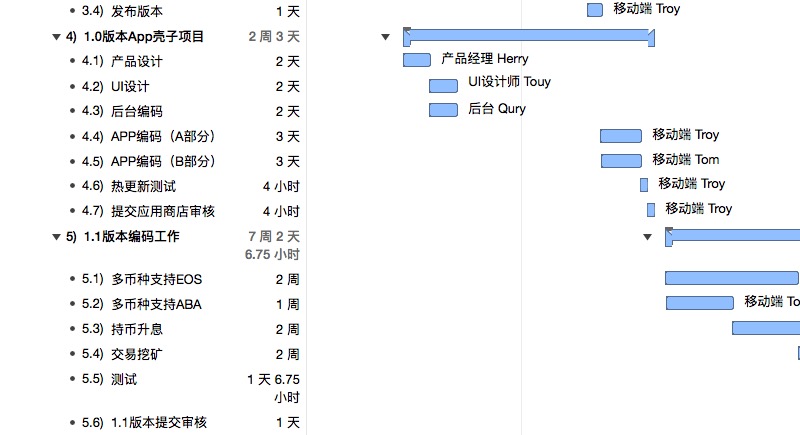 3.4) 发布版本 1 天 移动端 Troy
4) 1.0版本App壳子项目 2 周 3 天
4.1) 产品设计 2 天 产品经理 Herry
4.2) UI设计 2 天 UI设计师 Touy
4.3) 后台编码 2 天 后台 Qury
4.4) APP编码（A部分） 3 天 移动端 Troy
4.5) APP编码（B部分） 3 天 移动端 Tom
4.6) 热更新测试 4 小时 移动端 Troy
4.7) 提交应用商店审核 4 小时 移动端 Troy
5) 1.1版本编码工作 7 周 2 天
6.75 小时
5.1) 多币种支持EOS 2 周
5.2) 多币种支持ABA 1 周 移动端 To
5.3) 持币升息 2 周
5.4) 交易挖矿 2 周
5.5) 测试 1 天 6.75
小时
5.6) 1.1版本提交审核 1 天